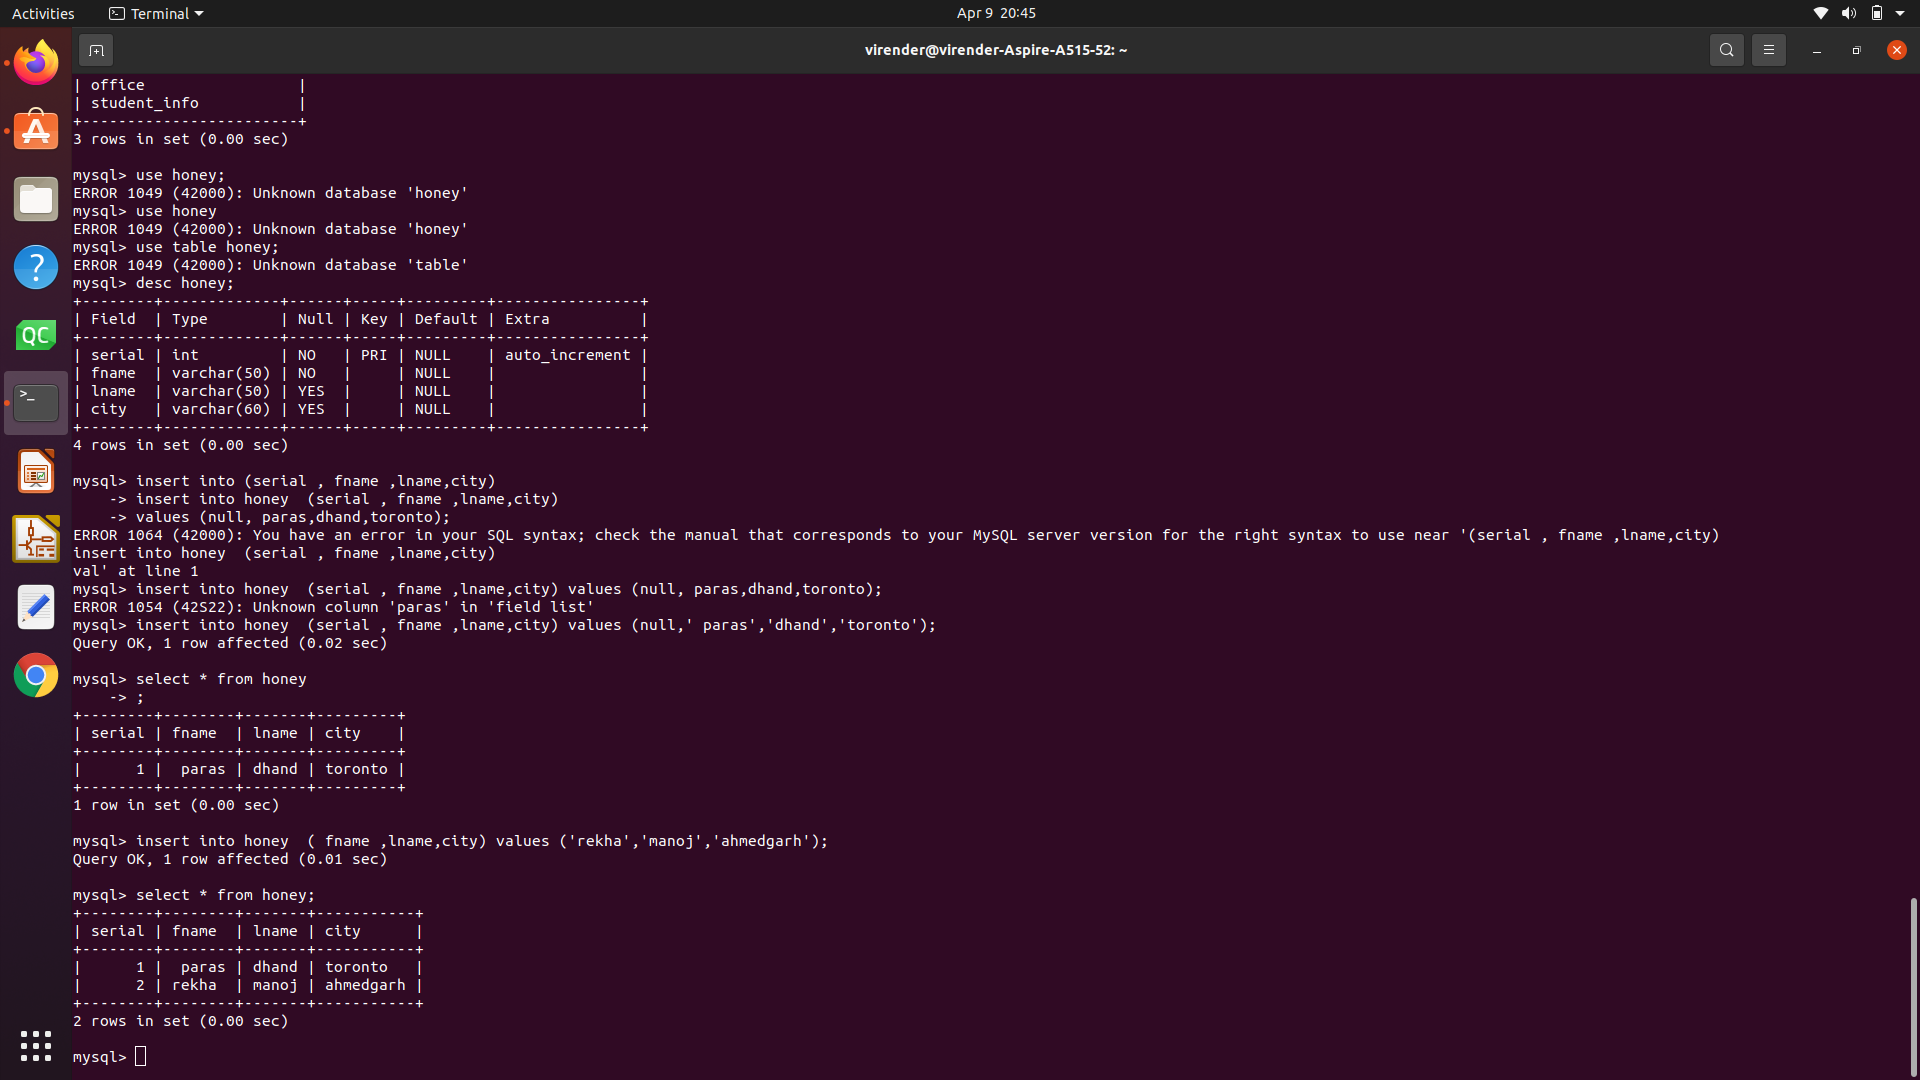 Activities Terminal Apr 9 20:45
virender@virender-Aspire-A515-52: ~
| office                 |
| student_info           |
+------------------------+
3 rows in set (0.00 sec)
mysql> use honey;
ERROR 1049 (42000): Unknown database 'honey'
mysql> use honey
ERROR 1049 (42000): Unknown database 'honey'
mysql> use table honey;
ERROR 1049 (42000): Unknown database 'table'
mysql> desc honey;
+--------+-------------+------+-----+---------+----------------+
| Field  | Type        | Null | Key | Default | Extra          |
+--------+-------------+------+-----+---------+----------------+
| serial | int         | NO   | PRI | NULL    | auto_increment |
| fname  | varchar(50) | NO   |     | NULL    |                |
| lname  | varchar(50) | YES  |     | NULL    |                |
| city   | varchar(60) | YES  |     | NULL    |                |
+--------+-------------+------+-----+---------+----------------+
4 rows in set (0.00 sec)
mysql> insert into (serial , fname ,lname,city)
    -> insert into honey  (serial , fname ,lname,city)
    -> values (null, paras,dhand,toronto);
ERROR 1064 (42000): You have an error in your SQL syntax; check the manual that corresponds to your MySQL server version for the right syntax to use near '(serial , fname ,lname,city)
insert into honey  (serial , fname ,lname,city)
val' at line 1
mysql> insert into honey  (serial , fname ,lname,city) values (null, paras,dhand,toronto);
ERROR 1054 (42S22): Unknown column 'paras' in 'field list'
mysql> insert into honey  (serial , fname ,lname,city) values (null,' paras','dhand','toronto');
Query OK, 1 row affected (0.02 sec)
mysql> select * from honey
    -> ;
+--------+--------+-------+---------+
| serial | fname  | lname | city    |
+--------+--------+-------+---------+
|      1 |  paras | dhand | toronto |
+--------+--------+-------+---------+
1 row in set (0.00 sec)
mysql> insert into honey  ( fname ,lname,city) values ('rekha','manoj','ahmedgarh');
Query OK, 1 row affected (0.01 sec)
mysql> select * from honey;
+--------+--------+-------+-----------+
| serial | fname  | lname | city      |
+--------+--------+-------+-----------+
|      1 |  paras | dhand | toronto   |
|      2 | rekha  | manoj | ahmedgarh |
+--------+--------+-------+-----------+
2 rows in set (0.00 sec)
mysql>
QC